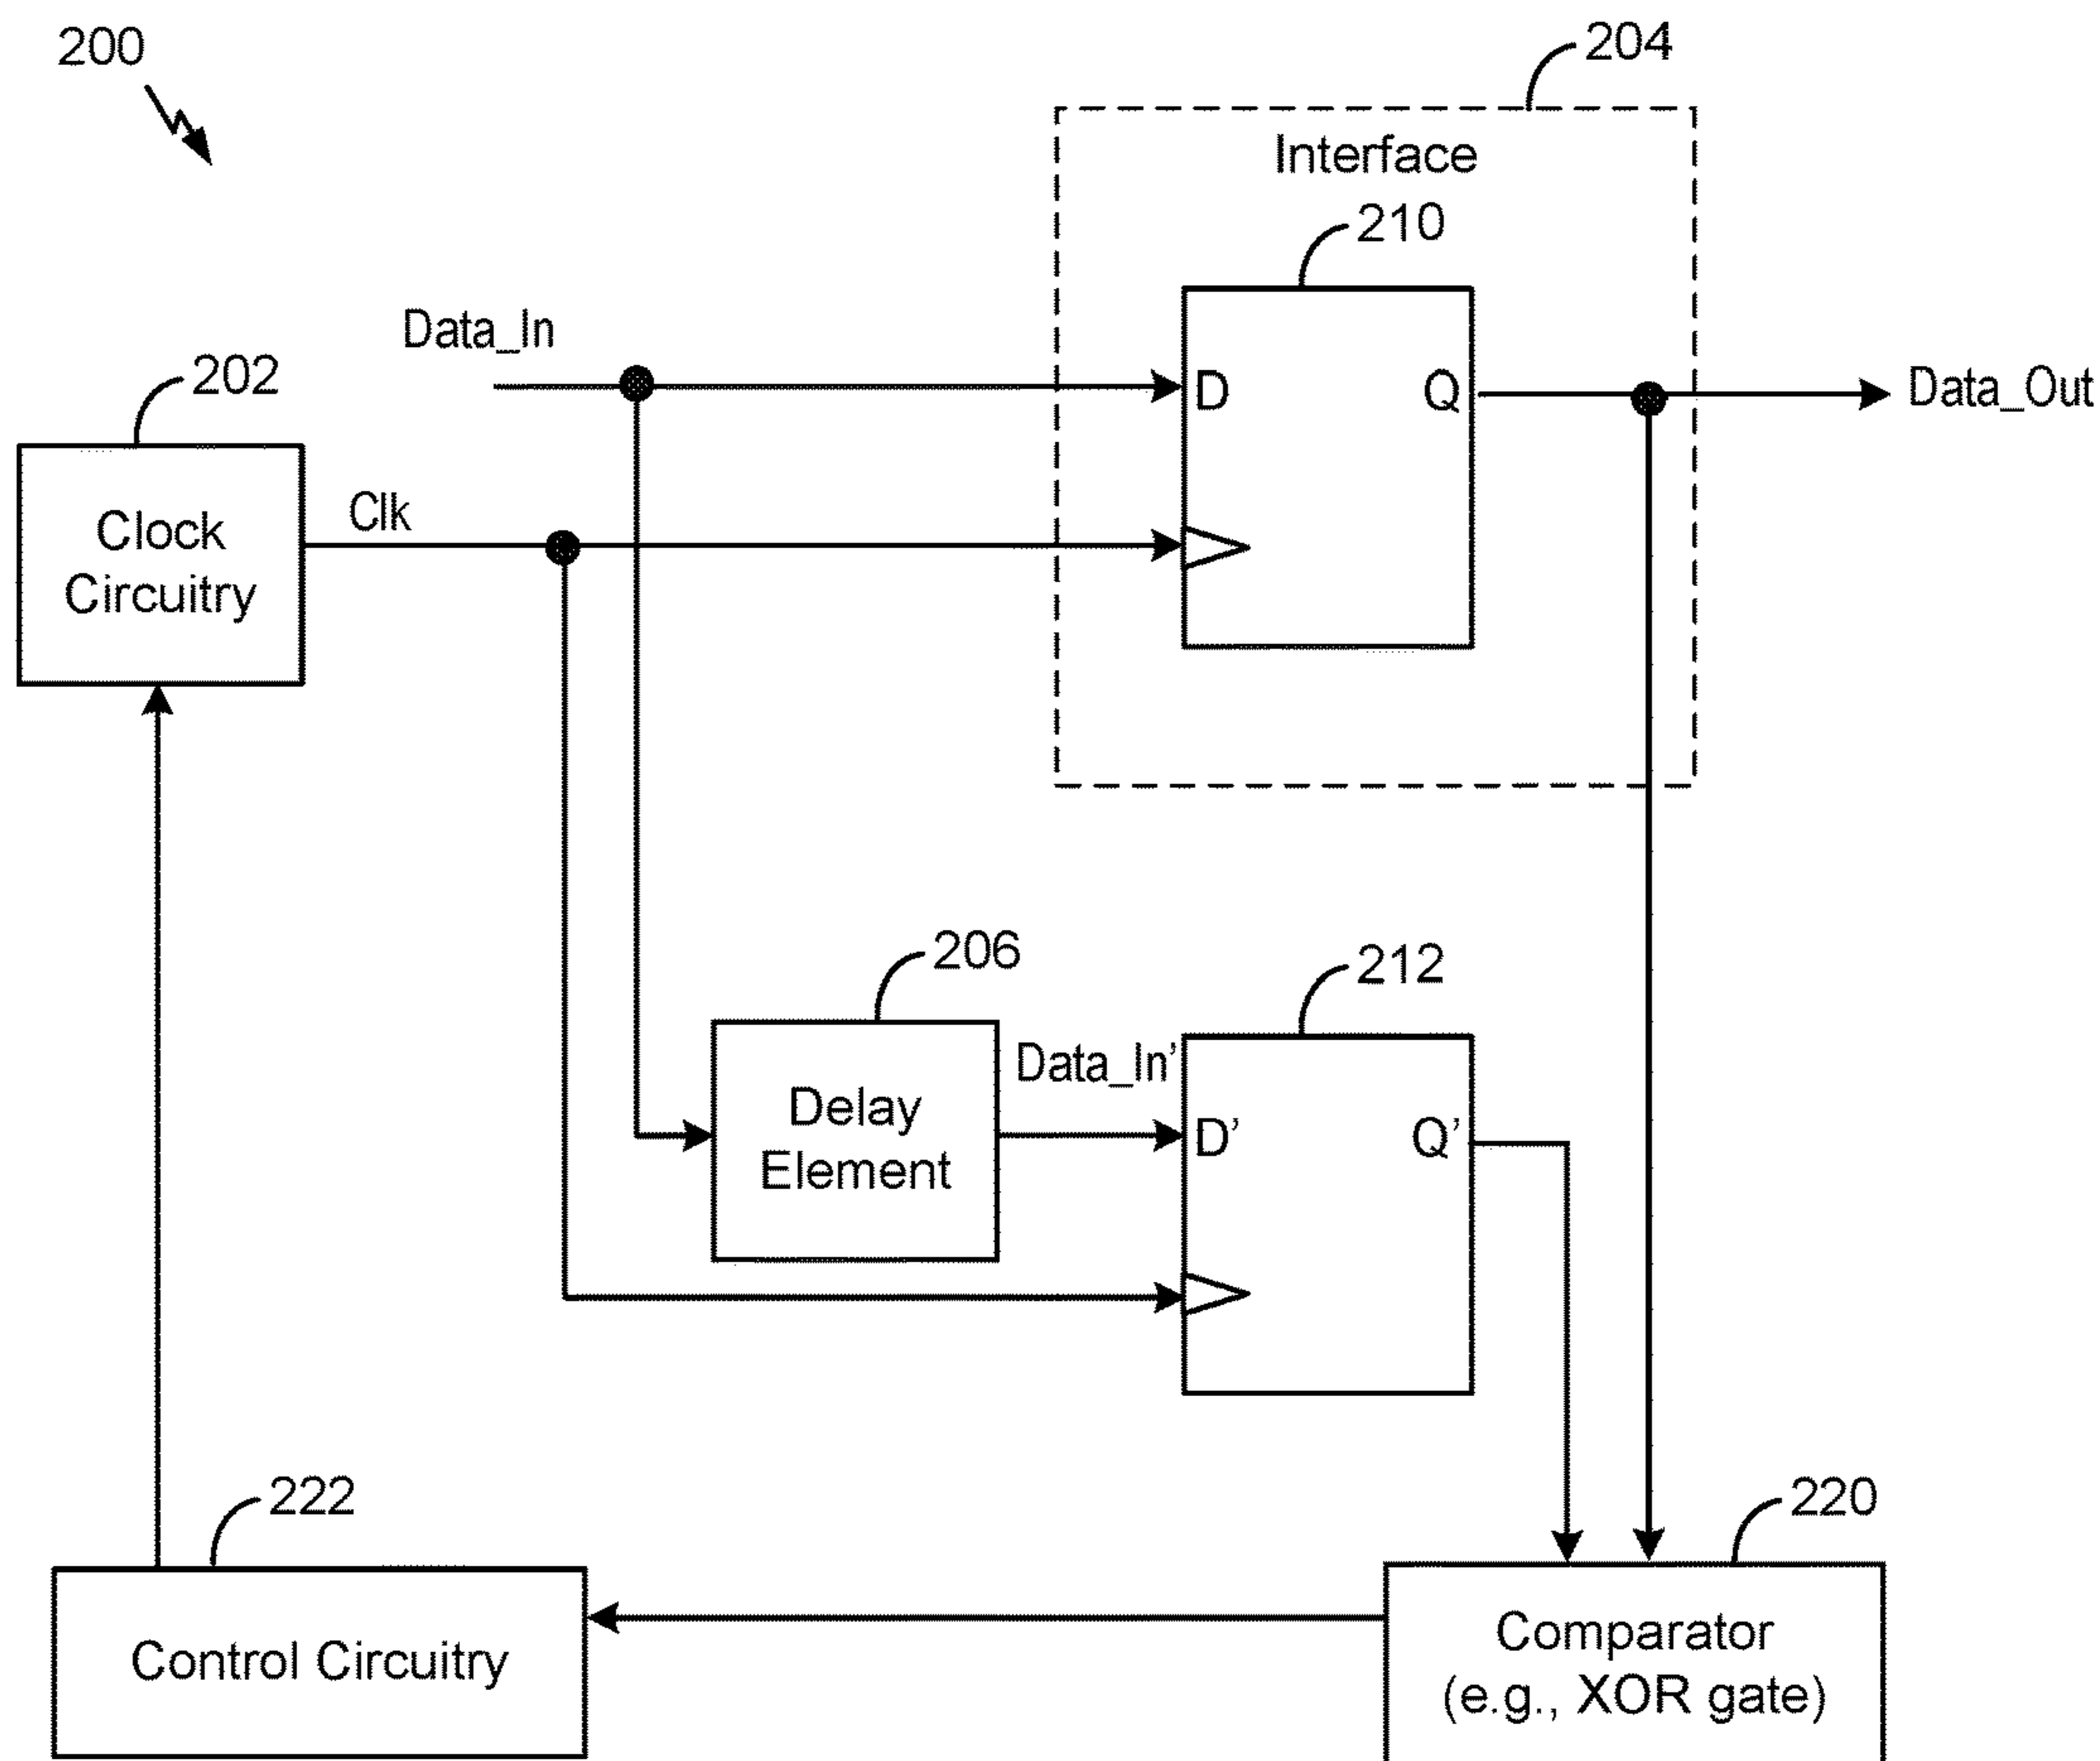 200
204
Interface
210
Data_In
202
D
Q
Data_Out
Clk
Clock
Circuitry
206
212
Data_In’
Delay
Element
D’
Q’
222
220
Control Circuitry
Comparator
(e.g., XOR gate)